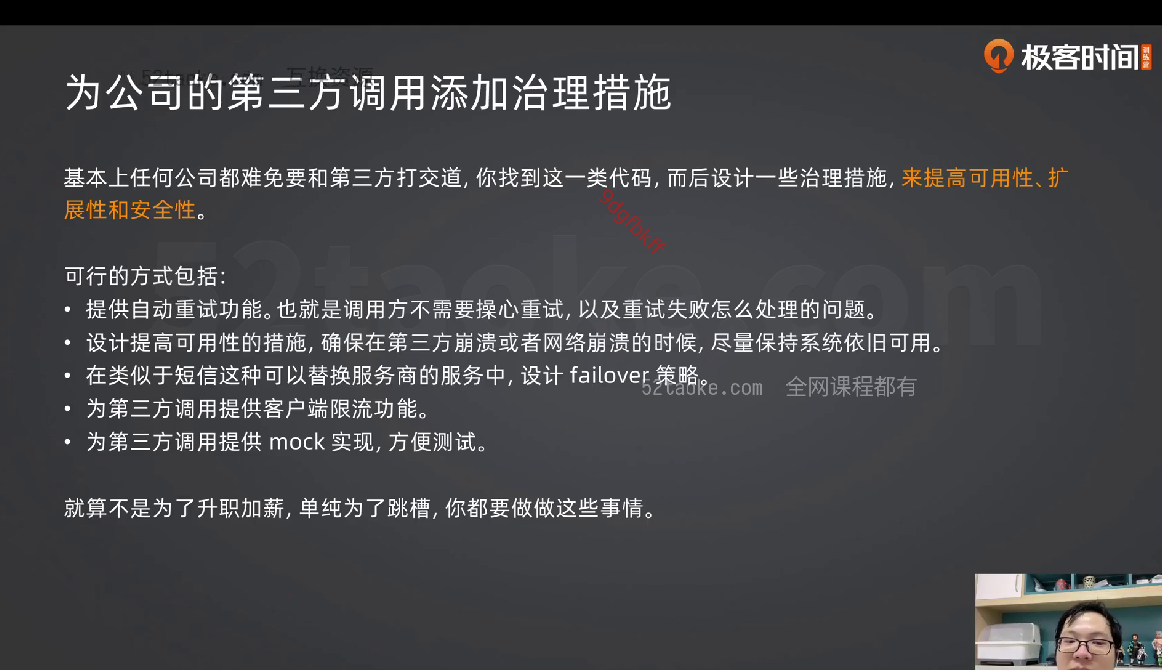 52taoke.com 互换资源
极客时间
训练营
为公司的第三方调用添加治理措施
基本上任何公司都难免要和第三方打交道, 你找到这一类代码, 而后设计一些治理措施, 来提高可用性、扩
展性和安全性。
9dgfbkff
52taoke.com
可行的方式包括:
• 提供自动重试功能。也就是调用方不需要操心重试, 以及重试失败怎么处理的问题。
• 设计提高可用性的措施, 确保在第三方崩溃或者网络崩溃的时候, 尽量保持系统依旧可用。
• 在类似于短信这种可以替换服务商的服务中, 设计 failover 策略。
52taoke.com 全网课程都有
• 为第三方调用提供客户端限流功能。
• 为第三方调用提供 mock 实现, 方便测试。
就算不是为了升职加薪, 单纯为了跳槽, 你都要做做这些事情。